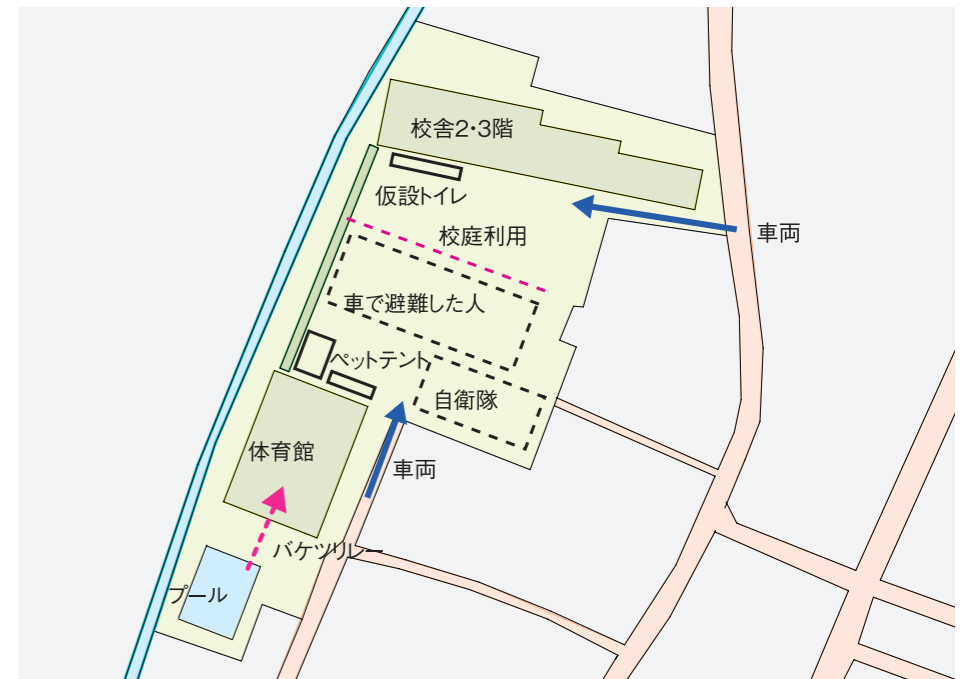 校舎2・3階
仮設トイレ
校庭利用
車両
車で避難した人
ペットテント
自衛隊
体育館
車両
バケツリレー
プール